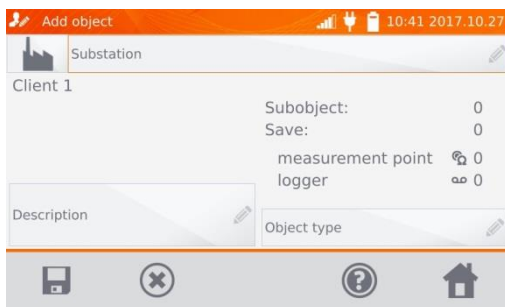 Add object 10:41 2017.10.27
Substation
Client 1
Subobject: 0
Save: 0
measurement point 0
logger 0
Description
Object type